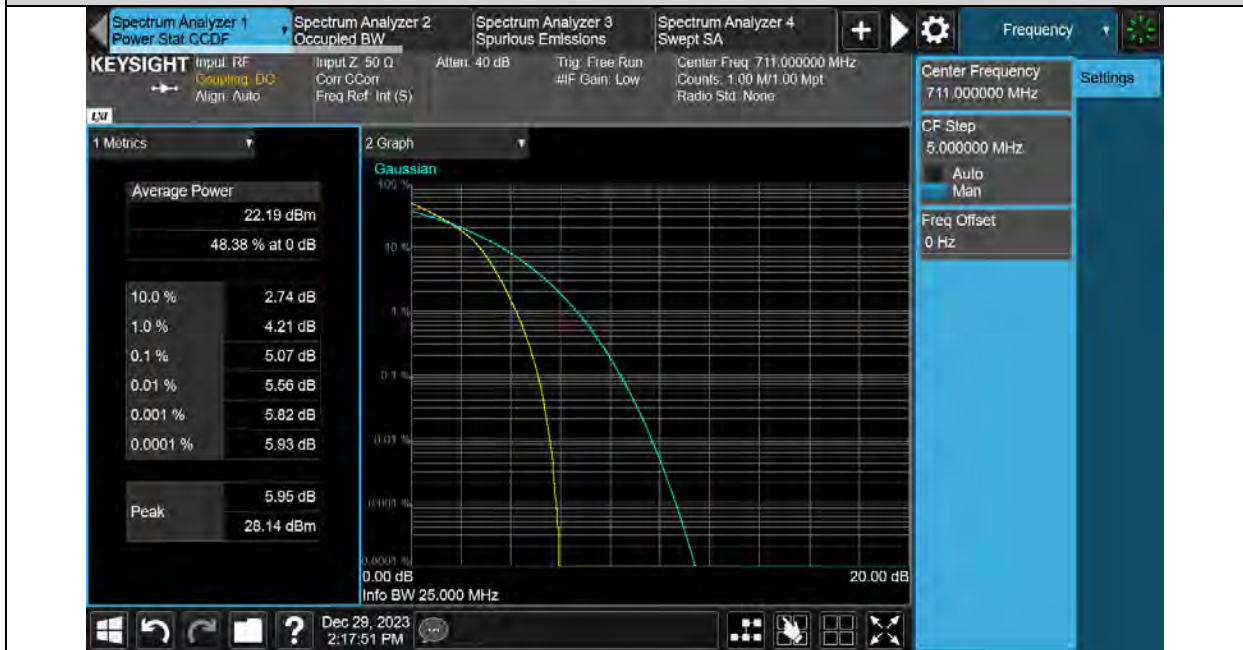 Spectrum Analyzer 1
Power Stat CCDF
Spectrum Analyzer 2
Occupied BW
Spectrum Analyzer 3
Spurious Emissions
Spectrum Analyzer 4
Swept SA
+
Frequency
KEYSIGHT
Input: RF
Coupling: DC
Align: Auto
Input Z: 50 Ω
Corr CCorr
Freq Ref: Int (S)
Atten: 40 dB
Trig: Free Run
#IF Gain: Low
Center Freq: 711.000000 MHz
Counts: 1.00 M/1.00 Mpt
Radio Std: None
LXI
Center Frequency
711.000000 MHz
Settings
CF Step
5.000000 MHz
Auto
Man
Freq Offset
0 Hz
1 Metrics
Average Power
22.19 dBm
48.38 % at 0 dB
10.0 % 2.74 dB
1.0 % 4.21 dB
0.1 % 5.07 dB
0.01 % 5.56 dB
0.001 % 5.82 dB
0.0001 % 5.93 dB
Peak
5.95 dB
28.14 dBm
2 Graph
Gaussian
100 %
10 %
1 %
0.1 %
0.01 %
0.001 %
0.0001 %
0.00 dB
20.00 dB
Info BW 25.000 MHz
?
Dec 29, 2023
2:17:51 PM